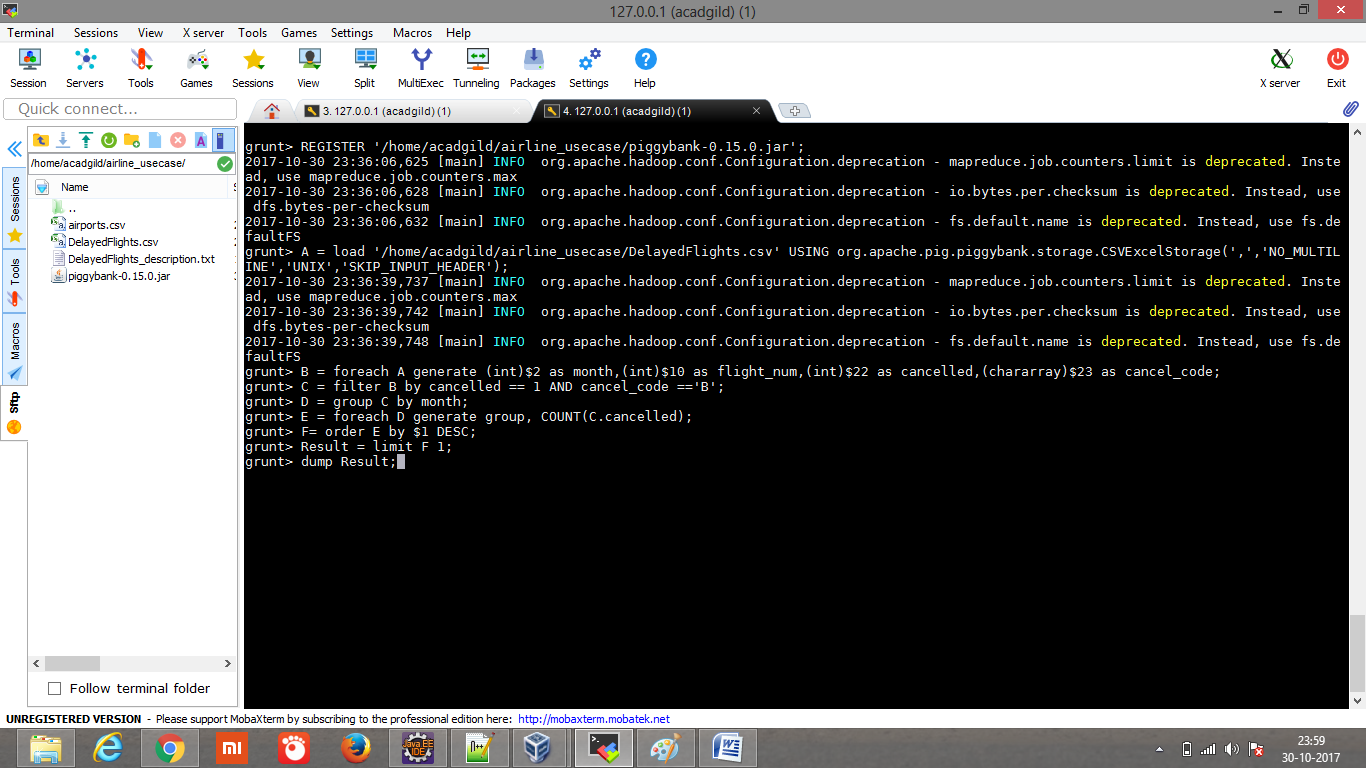 127.0.0.1 (acadgild) (1)
Terminal Sessions View X server Tools Games Settings Macros Help
Session Servers Tools Games Sessions View Split MultiExec Tunneling Packages Settings Help X server Exit
Quick connect...
3. 127.0.0.1 (acadgild) (1)
4. 127.0.0.1 (acadgild) (1)
/home/acadgild/airline_usecase/
Name
..
airports.csv
DelayedFlights.csv
DelayedFlights_description.txt
piggybank-0.15.0.jar
Sessions
Tools
Macros
Sftp
Follow terminal folder
grunt> REGISTER '/home/acadgild/airline_usecase/piggybank-0.15.0.jar';
2017-10-30 23:36:06,625 [main] INFO  org.apache.hadoop.conf.Configuration.deprecation - mapreduce.job.counters.limit is deprecated. Inste
ad, use mapreduce.job.counters.max
2017-10-30 23:36:06,628 [main] INFO  org.apache.hadoop.conf.Configuration.deprecation - io.bytes.per.checksum is deprecated. Instead, use
 dfs.bytes-per-checksum
2017-10-30 23:36:06,632 [main] INFO  org.apache.hadoop.conf.Configuration.deprecation - fs.default.name is deprecated. Instead, use fs.de
faultFS
grunt> A = load '/home/acadgild/airline_usecase/DelayedFlights.csv' USING org.apache.pig.piggybank.storage.CSVExcelStorage(',','NO_MULTIL
INE','UNIX','SKIP_INPUT_HEADER');
2017-10-30 23:36:39,737 [main] INFO  org.apache.hadoop.conf.Configuration.deprecation - mapreduce.job.counters.limit is deprecated. Inste
ad, use mapreduce.job.counters.max
2017-10-30 23:36:39,742 [main] INFO  org.apache.hadoop.conf.Configuration.deprecation - io.bytes.per.checksum is deprecated. Instead, use
 dfs.bytes-per-checksum
2017-10-30 23:36:39,748 [main] INFO  org.apache.hadoop.conf.Configuration.deprecation - fs.default.name is deprecated. Instead, use fs.de
faultFS
grunt> B = foreach A generate (int)$2 as month,(int)$10 as flight_num,(int)$22 as cancelled,(chararray)$23 as cancel_code;
grunt> C = filter B by cancelled == 1 AND cancel_code =='B';
grunt> D = group C by month;
grunt> E = foreach D generate group, COUNT(C.cancelled);
grunt> F= order E by $1 DESC;
grunt> Result = limit F 1;
grunt> dump Result;
UNREGISTERED VERSION - Please support MobaXterm by subscribing to the professional edition here: http://mobaxterm.mobatek.net
23:59
30-10-2017